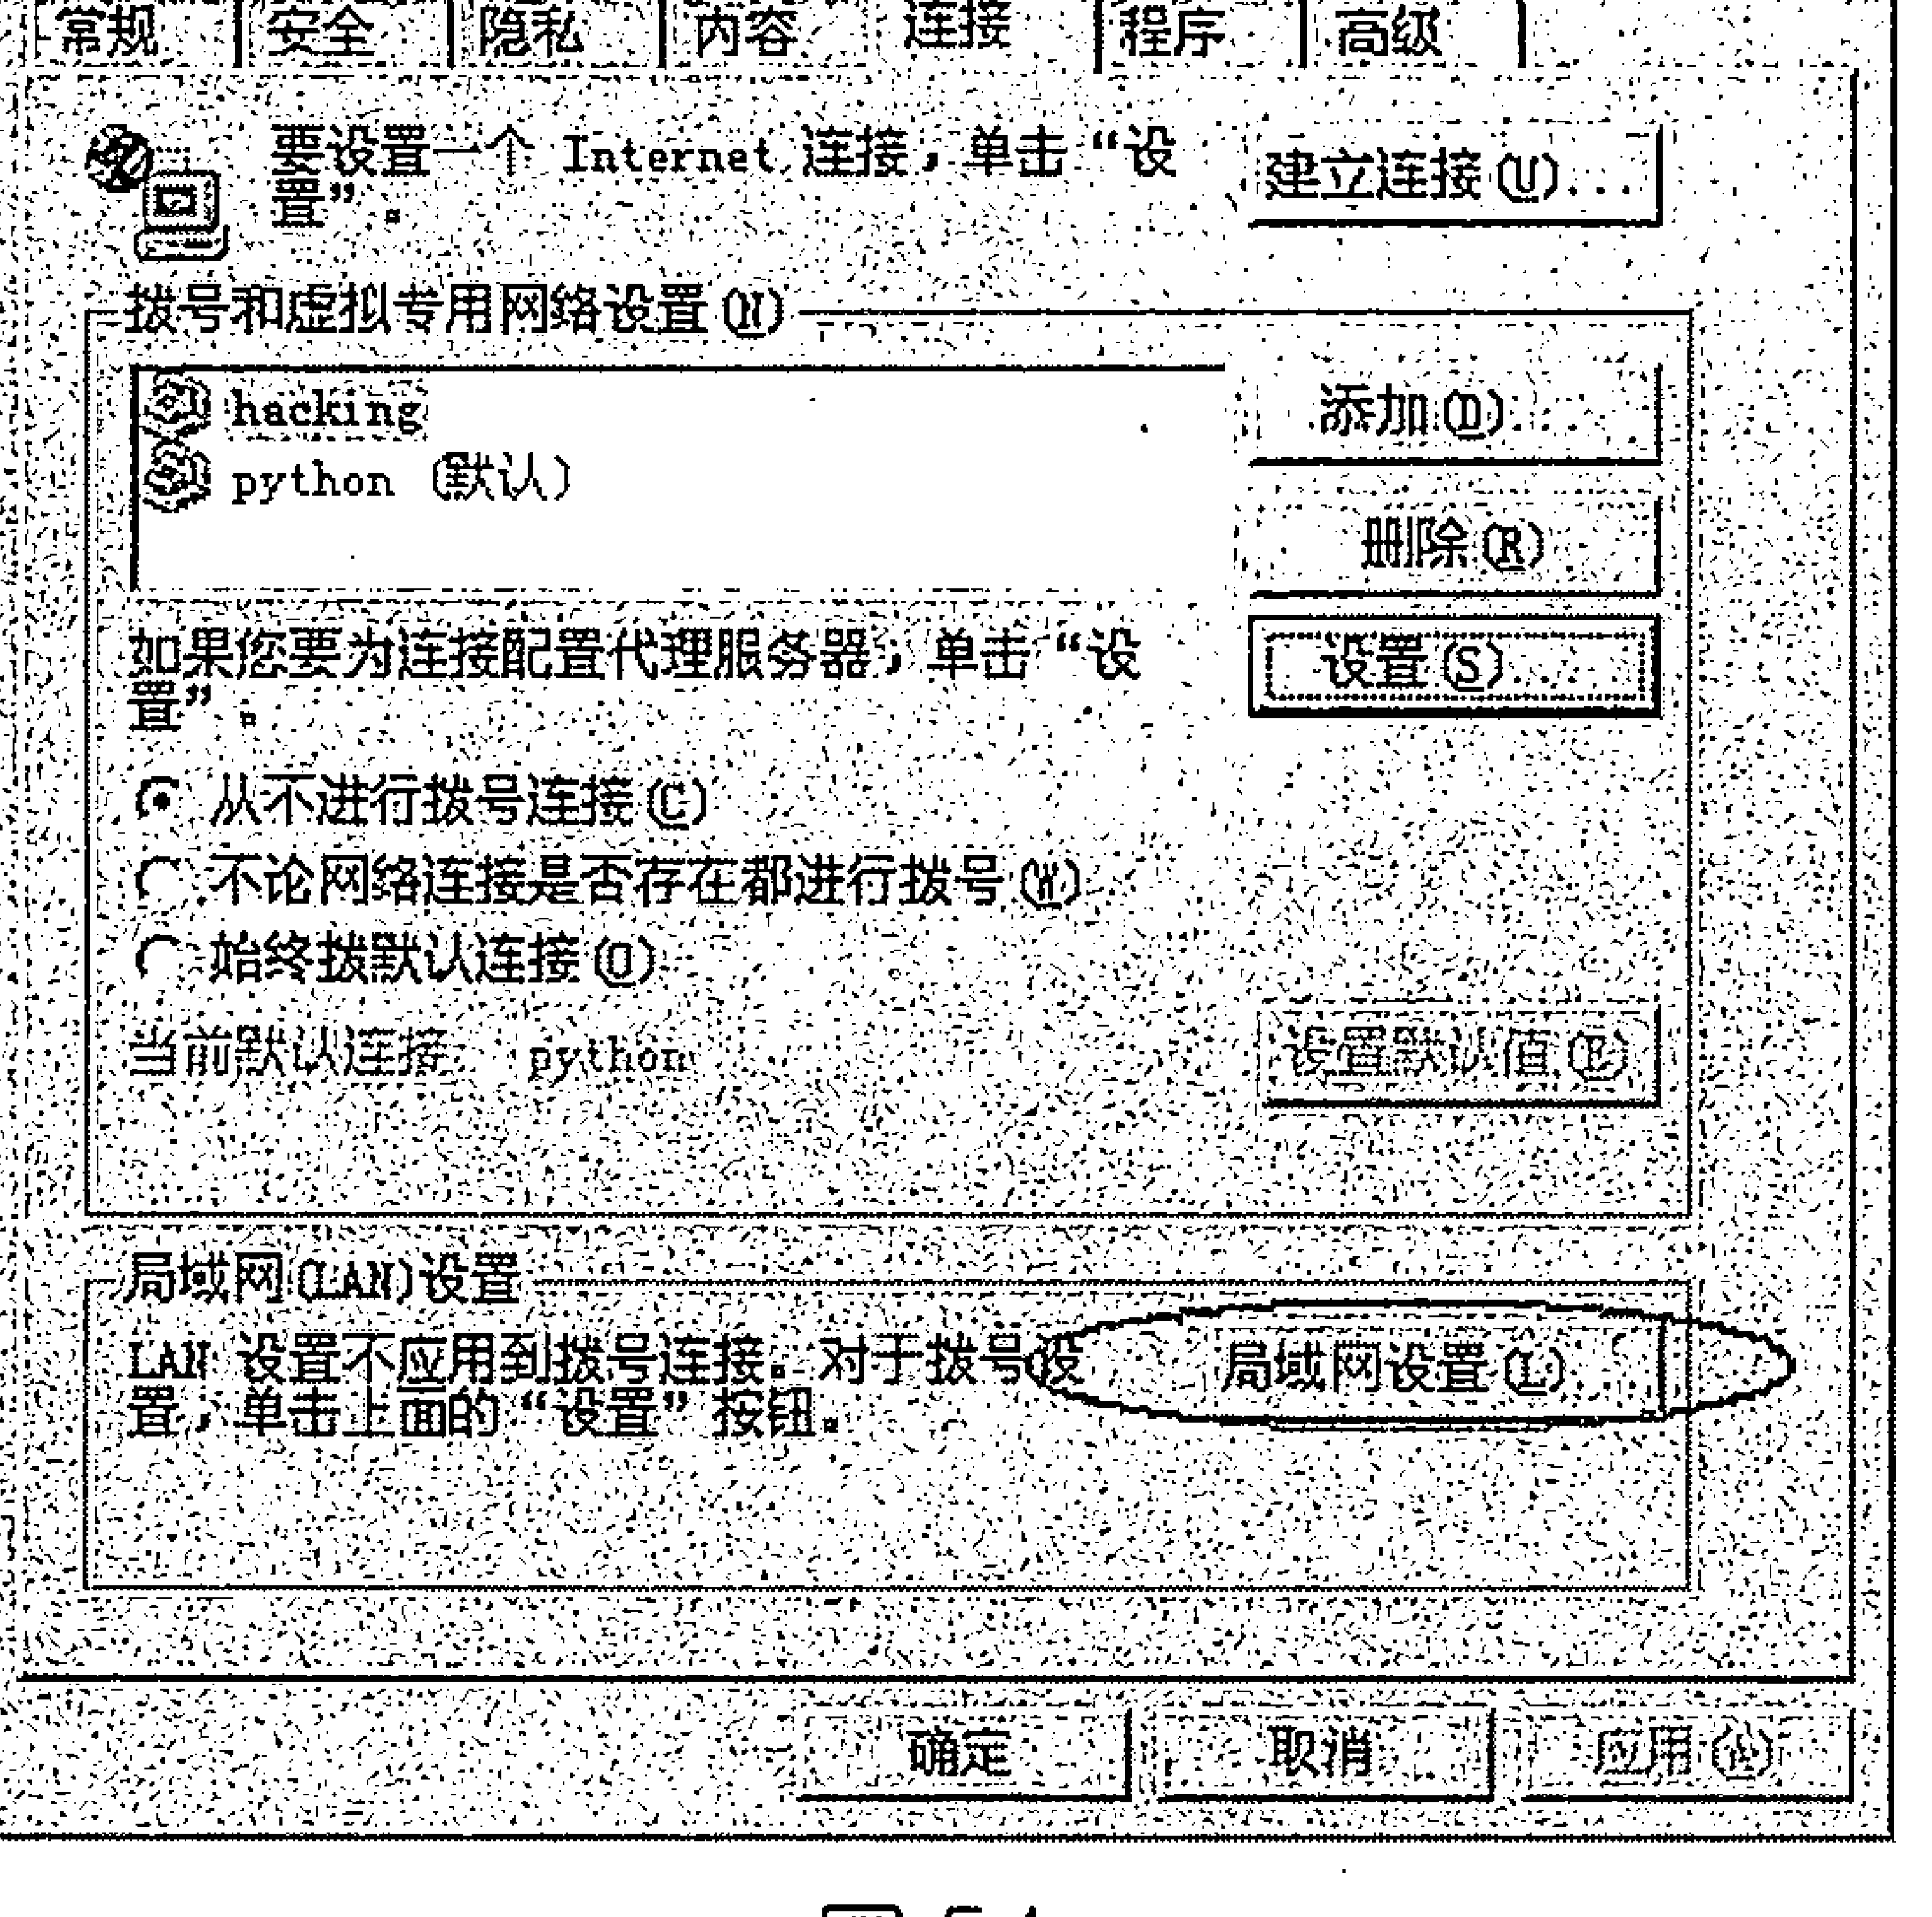 常规 安全 隐私 内容 连接 程序 高级
要设置一个 Internet 连接，单击“设
置”。
建立连接(U)...
拨号和虚拟专用网络设置(N)
hacking
python (默认)
添加(D)...
删除(R)
如果您要为连接配置代理服务器，单击“设
置”。
设置(S)...
从不进行拨号连接(C)
不论网络连接是否存在都进行拨号(W)
始终拨默认连接(O)
当前默认连接 python
设置默认值(E)
局域网(LAN)设置
LAN 设置不应用到拨号连接。对于拨号设
置，单击上面的“设置”按钮。
局域网设置(L)
确定 取消 应用(A)